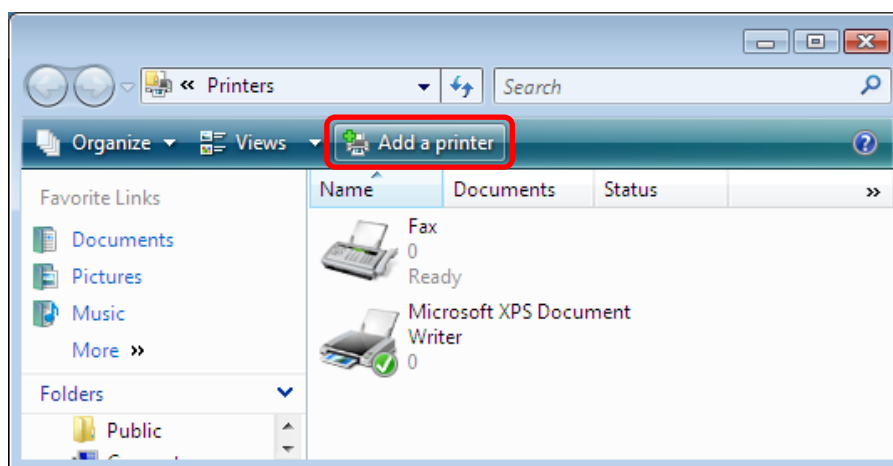 « Printers
Search
Organize Views Add a printer
Favorite Links
Documents
Pictures
Music
More »
Folders
Public
Name Documents Status »
Fax
0
Ready
Microsoft XPS Document
Writer
0